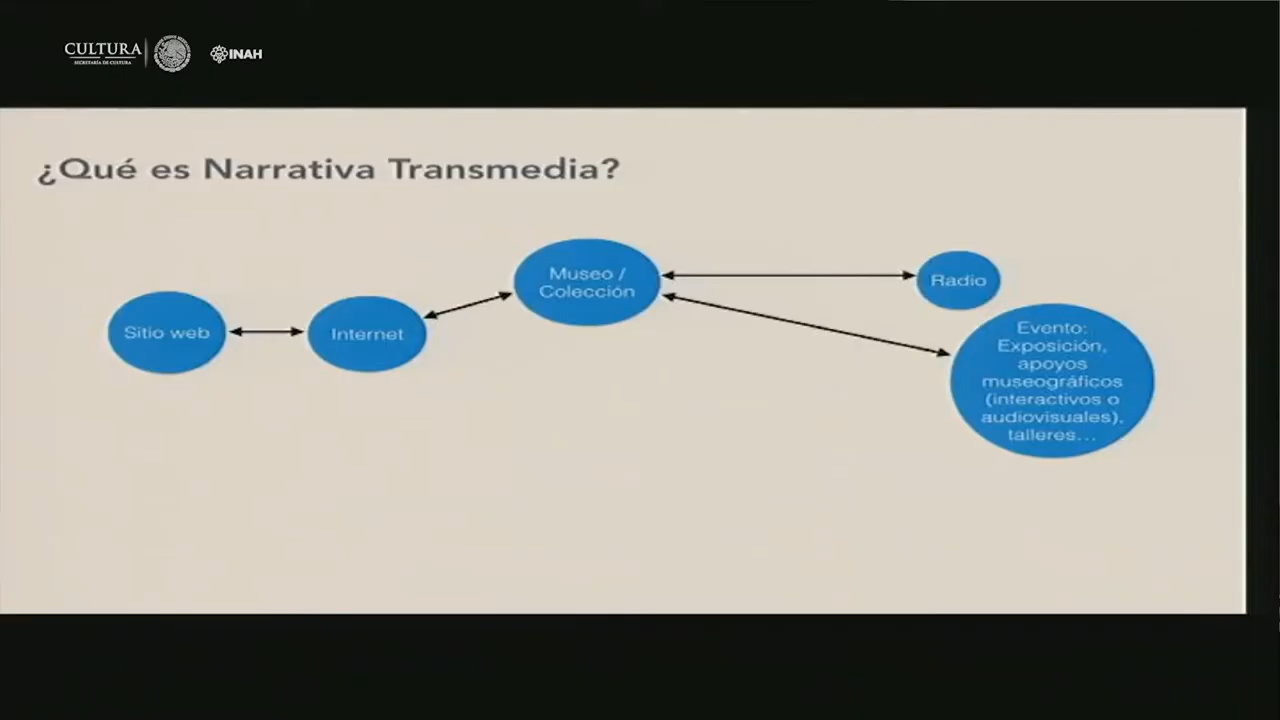 CULTURA
SECRETARÍA DE CULTURA
INAH
¿Qué es Narrativa Transmedia?
Sitio web
Internet
Museo /
Colección
Radio
Evento:
Exposición,
apoyos
museográficos
(interactivos o
audiovisuales),
talleres...